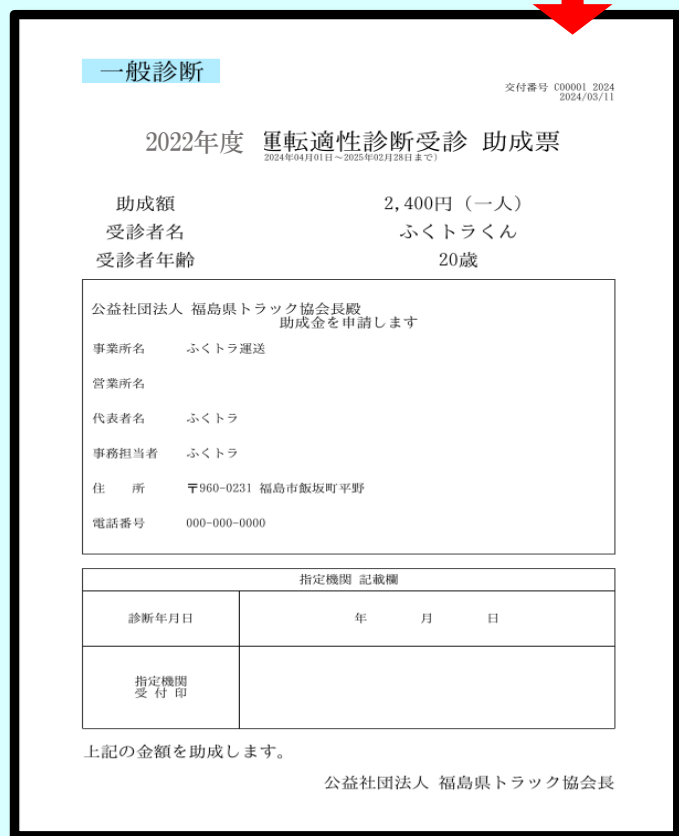 一般診断
交付番号 C00001 2024
2024/03/11
2022年度 運転適性診断受診 助成票
2024年04月01日～2025年02月28日まで）
助成額 2,400円（一人）
受診者名 ふくトラくん
受診者年齢 20歳
公益社団法人 福島県トラック協会長殿
助成金を申請します
事業所名 ふくトラ運送
営業所名
代表者名 ふくトラ
事務担当者 ふくトラ
住　所 〒960-0231 福島市飯坂町平野
電話番号 000-000-0000
指定機関 記載欄
診断年月日 年 月 日
指定機関
受 付 印
上記の金額を助成します。
公益社団法人 福島県トラック協会長